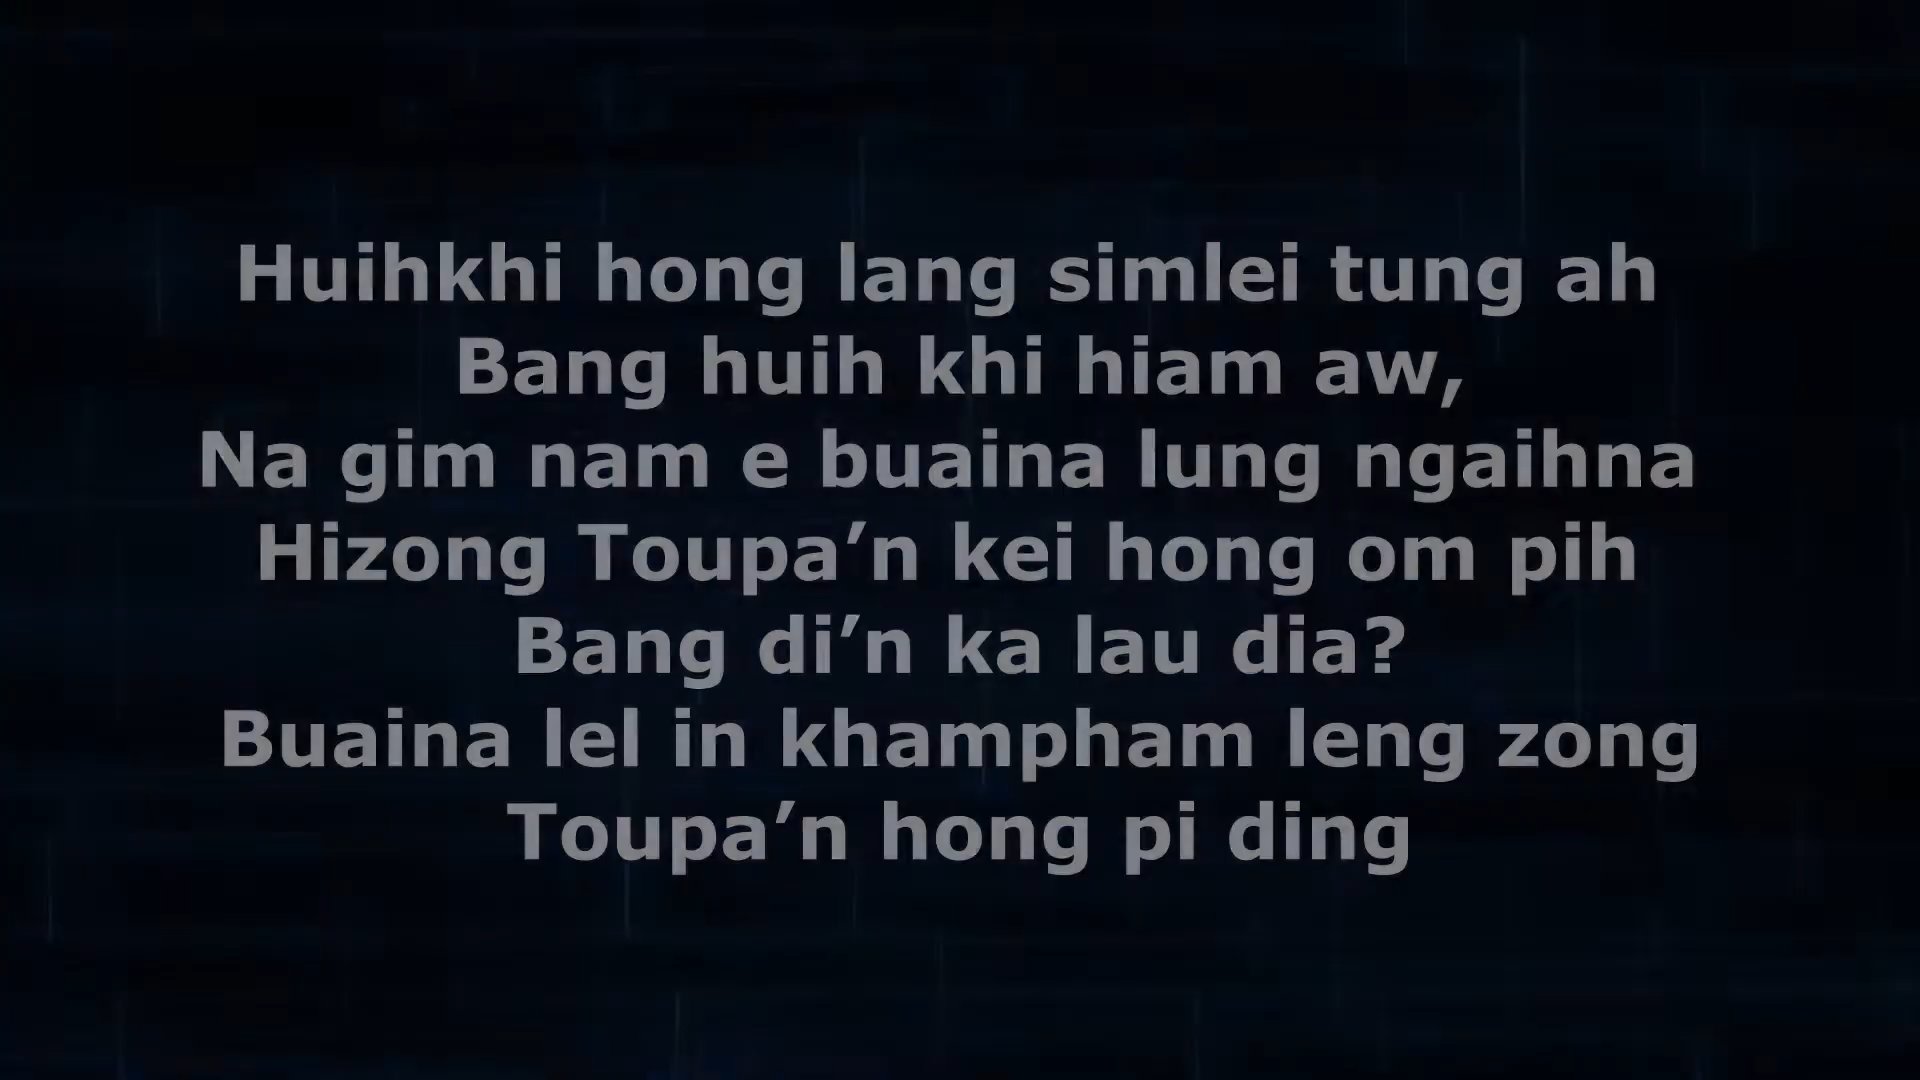 Huihkhi hong lang simlei tung ah
Bang huih khi hiam aw,
Na gim nam e buaina lung ngaihna
Hizong Toupa’n kei hong om pih
Bang di’n ka lau dia?
Buaina lel in khampham leng zong
Toupa’n hong pi ding